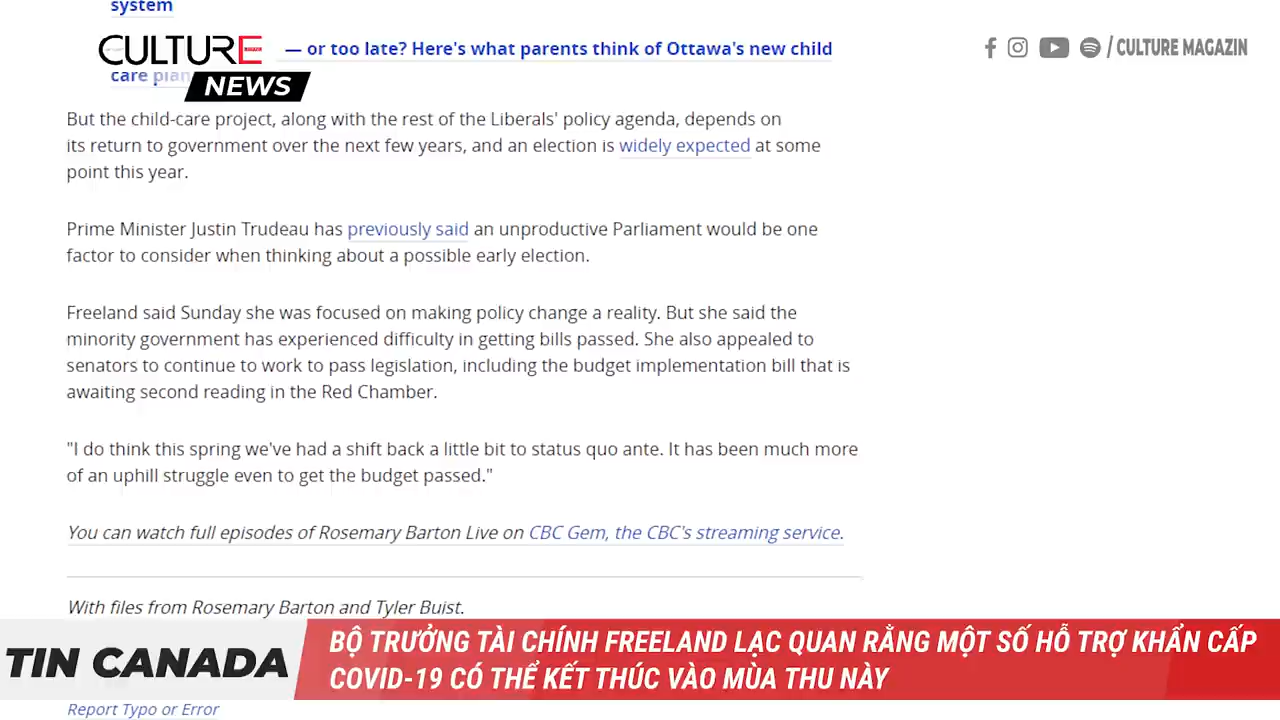 system
CULTURE
MAGAZIN
NEWS
— or too late? Here's what parents think of Ottawa's new child
care plan
/ CULTURE MAGAZIN
But the child-care project, along with the rest of the Liberals' policy agenda, depends on
its return to government over the next few years, and an election is widely expected at some
point this year.
Prime Minister Justin Trudeau has previously said an unproductive Parliament would be one
factor to consider when thinking about a possible early election.
Freeland said Sunday she was focused on making policy change a reality. But she said the
minority government has experienced difficulty in getting bills passed. She also appealed to
senators to continue to work to pass legislation, including the budget implementation bill that is
awaiting second reading in the Red Chamber.
"I do think this spring we've had a shift back a little bit to status quo ante. It has been much more
of an uphill struggle even to get the budget passed."
You can watch full episodes of Rosemary Barton Live on CBC Gem, the CBC's streaming service.
With files from Rosemary Barton and Tyler Buist.
TIN CANADA
BỘ TRƯỞNG TÀI CHÍNH FREELAND LẠC QUAN RẰNG MỘT SỐ HỖ TRỢ KHẨN CẤP
COVID-19 CÓ THỂ KẾT THÚC VÀO MÙA THU NÀY
CULTURE MAGAZIN
Report Typo or Error